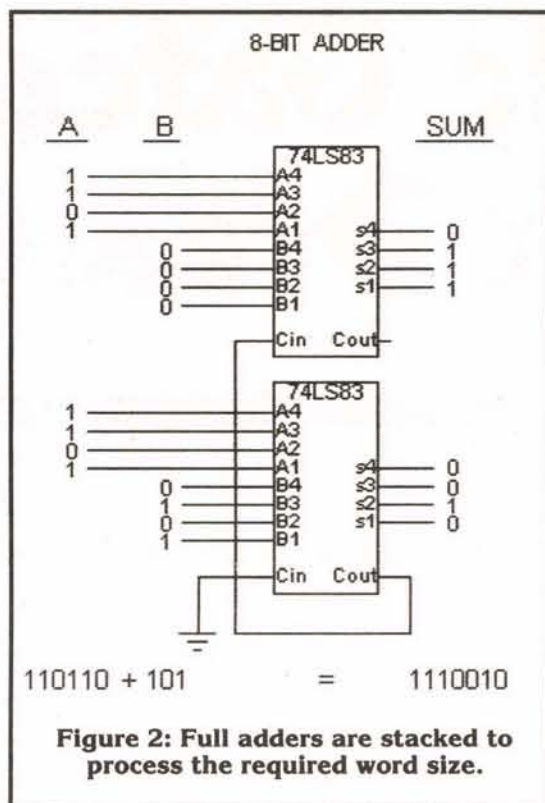 8-BIT ADDER
A B SUM
74LS83
1 A4
1 A3
0 A2
1 A1 s4 0
0 B4 s3 1
0 B3 s2 1
0 B2 s1 1
0 B1
Cin Cout
74LS83
1 A4
1 A3
0 A2
1 A1 s4 0
0 B4 s3 0
1 B3 s2 1
0 B2 s1 0
1 B1
Cin Cout
110110 + 101 = 1110010
Figure 2: Full adders are stacked to
process the required word size.